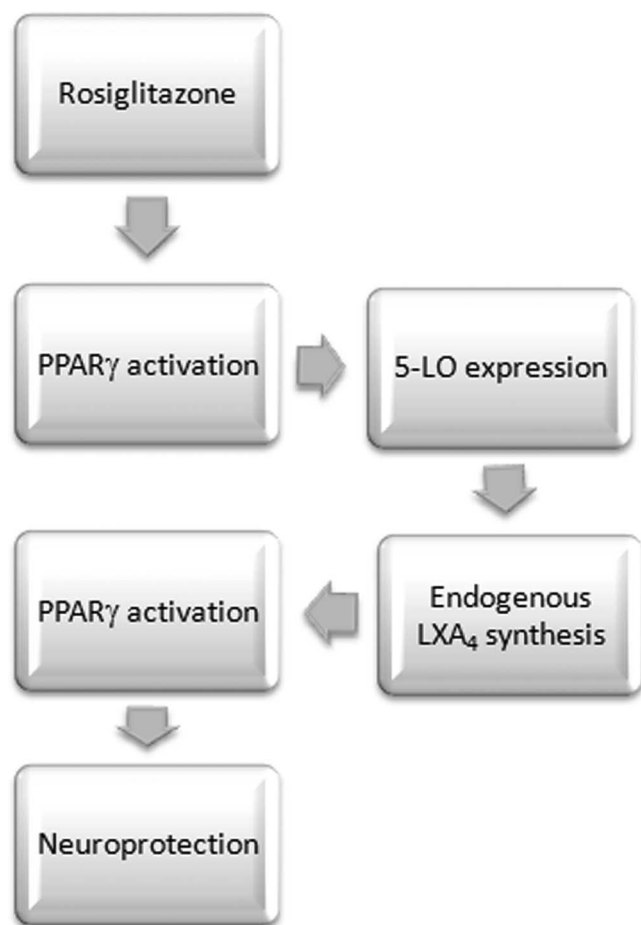 Rosiglitazone
PPARγ activation
5-LO expression
Endogenous
LXA₄ synthesis
PPARγ activation
Neuroprotection